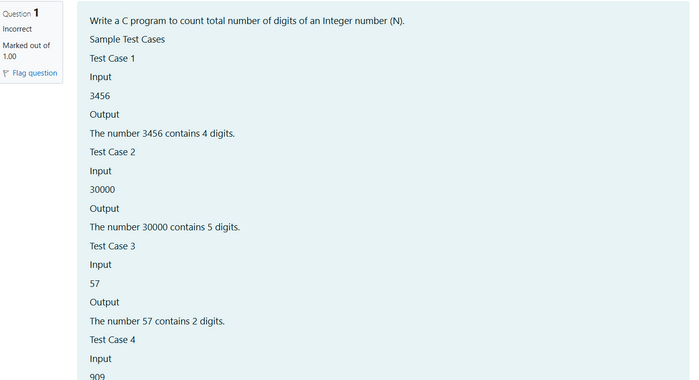 Question 1
Incorrect
Marked out of
1.00
Flag question
Write a C program to count total number of digits of an Integer number (N).
Sample Test Cases
Test Case 1
Input
3456
Output
The number 3456 contains 4 digits.
Test Case 2
Input
30000
Output
The number 30000 contains 5 digits.
Test Case 3
Input
57
Output
The number 57 contains 2 digits.
Test Case 4
Input
909